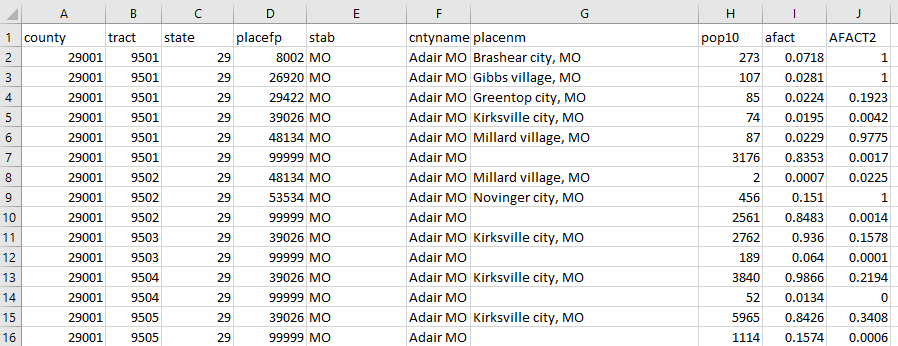 A B C D E F G H I J
1 county tract state placefp stab cntyname placenm pop10 afact AFACT2
2 29001 9501 29 8002 MO Adair MO Brashear city, MO 273 0.0718 1
3 29001 9501 29 26920 MO Adair MO Gibbs village, MO 107 0.0281 1
4 29001 9501 29 29422 MO Adair MO Greentop city, MO 85 0.0224 0.1923
5 29001 9501 29 39026 MO Adair MO Kirksville city, MO 74 0.0195 0.0042
6 29001 9501 29 48134 MO Adair MO Millard village, MO 87 0.0229 0.9775
7 29001 9501 29 99999 MO Adair MO 3176 0.8353 0.0017
8 29001 9502 29 48134 MO Adair MO Millard village, MO 2 0.0007 0.0225
9 29001 9502 29 53534 MO Adair MO Novinger city, MO 456 0.151 1
10 29001 9502 29 99999 MO Adair MO 2561 0.8483 0.0014
11 29001 9503 29 39026 MO Adair MO Kirksville city, MO 2762 0.936 0.1578
12 29001 9503 29 99999 MO Adair MO 189 0.064 0.0001
13 29001 9504 29 39026 MO Adair MO Kirksville city, MO 3840 0.9866 0.2194
14 29001 9504 29 99999 MO Adair MO 52 0.0134 0
15 29001 9505 29 39026 MO Adair MO Kirksville city, MO 5965 0.8426 0.3408
16 29001 9505 29 99999 MO Adair MO 1114 0.1574 0.0006